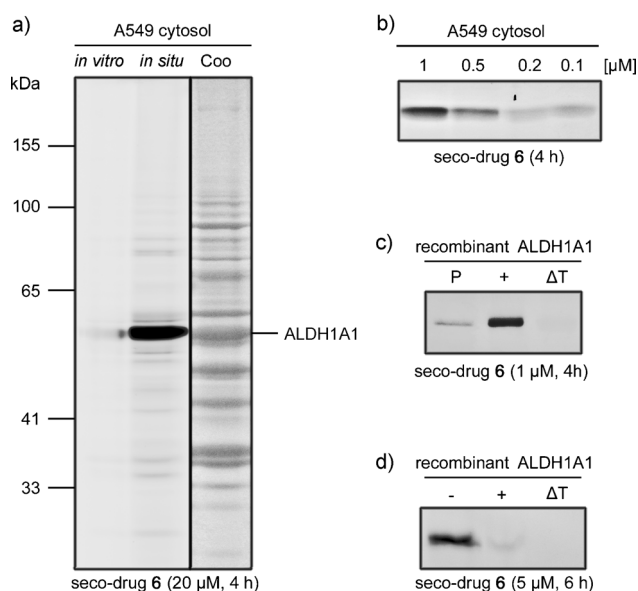 a)
A549 cytosol
in vitro in situ Coo
kDa
155
100
65
41
33
ALDH1A1
seco-drug 6 (20 µM, 4 h)
b)
A549 cytosol
1 0.5 0.2 0.1 [µM]
seco-drug 6 (4 h)
c)
recombinant ALDH1A1
P + ΔT
seco-drug 6 (1 µM, 4h)
d)
recombinant ALDH1A1
- + ΔT
seco-drug 6 (5 µM, 6 h)